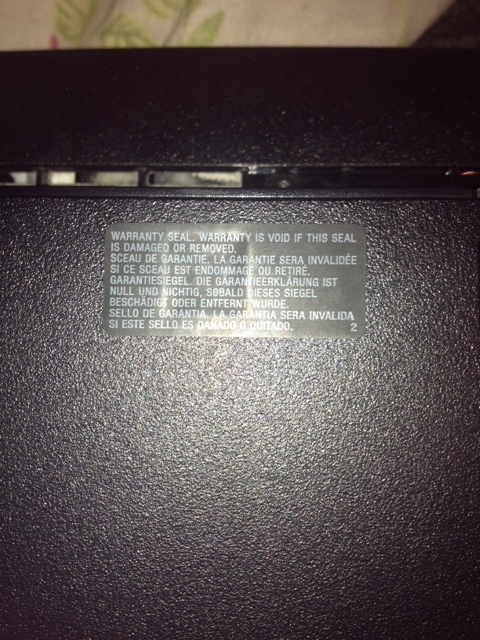 WARRANTY SEAL. WARRANTY IS VOID IF THIS SEAL
IS DAMAGED OR REMOVED.
SCEAU DE GARANTIE. LA GARANTIE SERA INVALIDÉE
SI CE SCEAU EST ENDOMMAGE OU RETIRÉ.
GARANTIESIEGEL. DIE GARANTIEERKLÄRUNG IST
NULL UND NICHTIG, SOBALD DIESES SIEGEL
BESCHÄDIGT ODER ENTFERNT WURDE.
SELLO DE GARANTIA. LA GARANTIA SERA INVALIDA
SI ESTE SELLO ES DAÑADO O QUITADO. 2